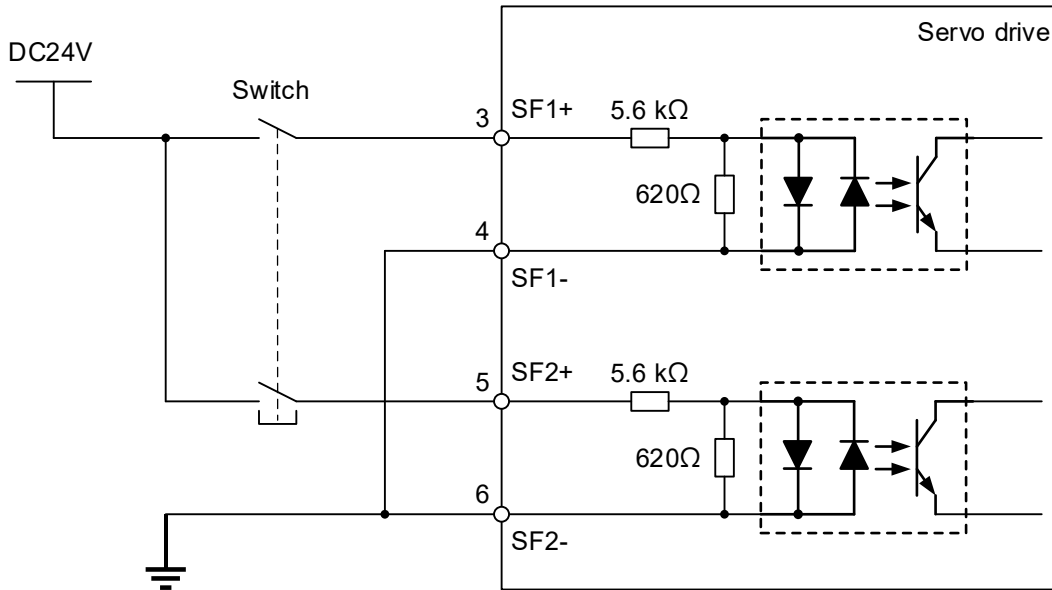 Servo drive
DC24V
Switch
3
SF1+
5.6 kΩ
620Ω
4
SF1-
5
SF2+
5.6 kΩ
620Ω
6
SF2-